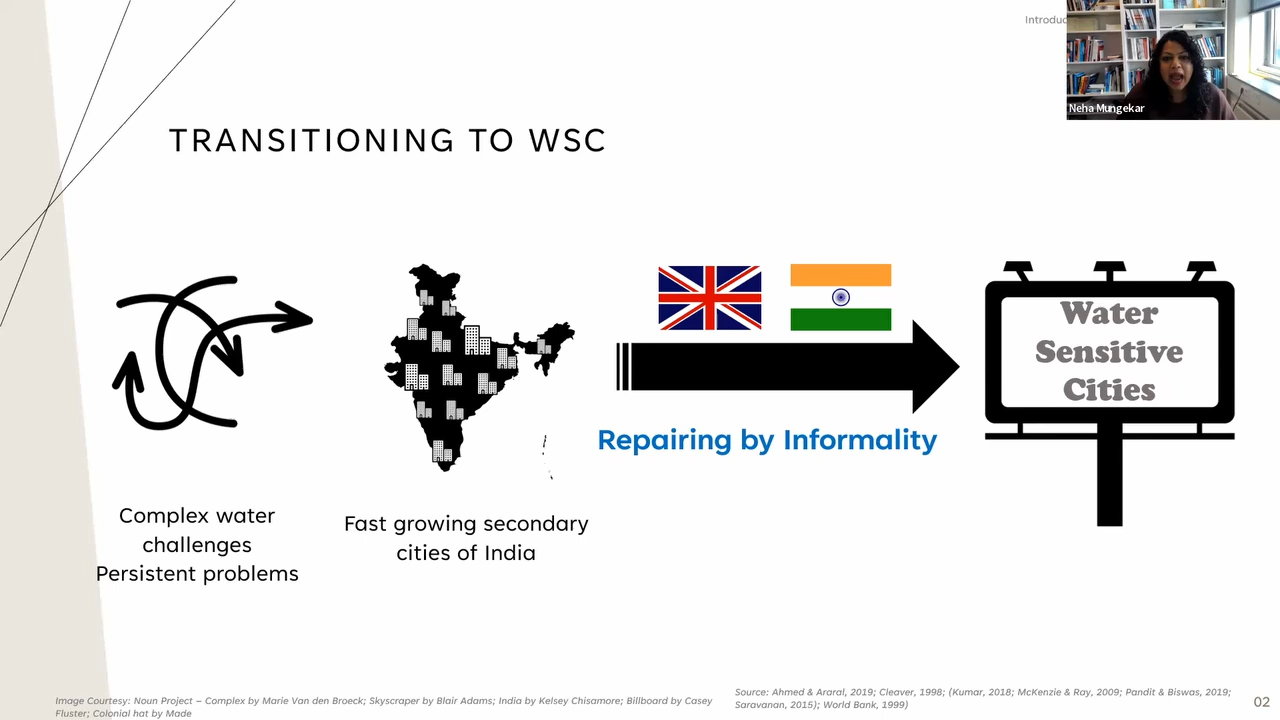 Introduc
Neha Mungekar
TRANSITIONING TO WSC
Water
Sensitive
Cities
Repairing by Informality
Complex water
challenges
Persistent problems
Fast growing secondary
cities of India
Image Courtesy: Noun Project – Complex by Marie Van den Broeck; Skyscraper by Blair Adams; India by Kelsey Chisamore; Billboard by Casey
Fluster; Colonial hat by Made
Source: Ahmed & Araral, 2019; Cleaver, 1998; (Kumar, 2018; McKenzie & Ray, 2009; Pandit & Biswas, 2019;
Saravanan, 2015); World Bank, 1999)
02